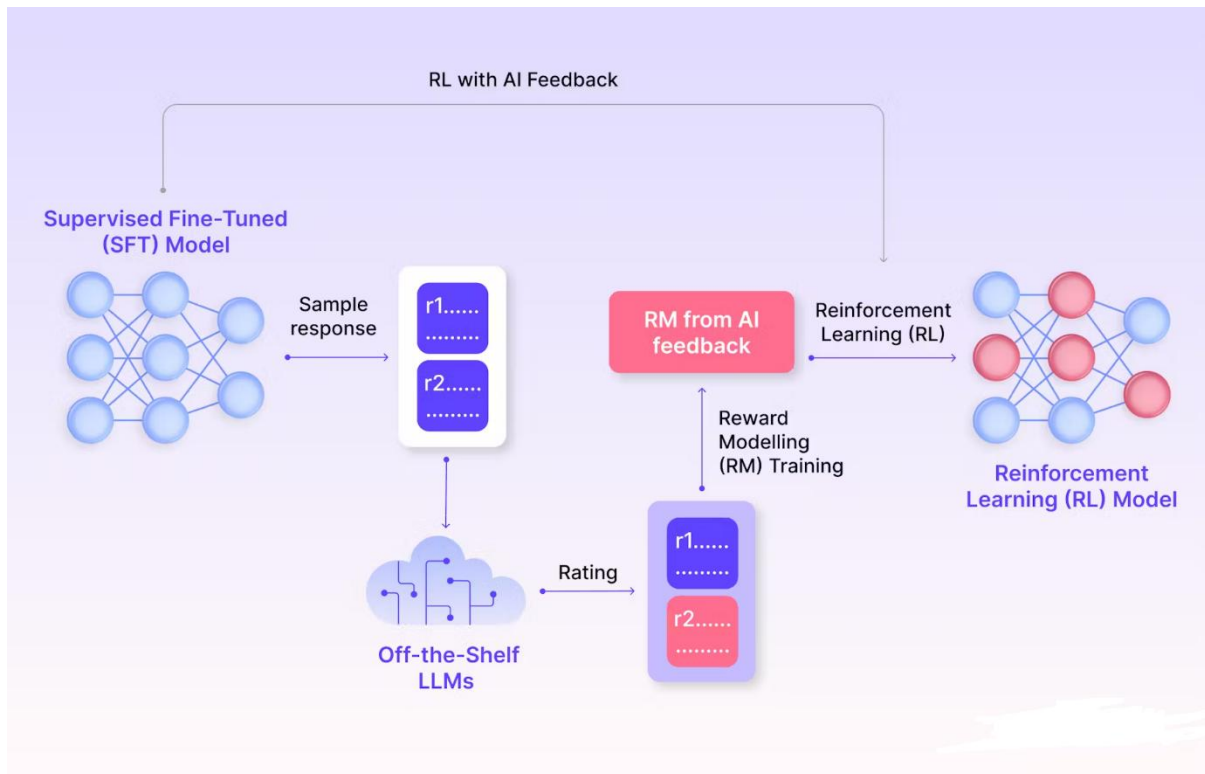 RL with AI Feedback
Supervised Fine-Tuned
(SFT) Model
Sample
response
r1......
.........
r2......
.........
Off-the-Shelf
LLMs
Rating
r1......
.........
r2......
.........
Reward
Modelling
(RM) Training
RM from AI
feedback
Reinforcement
Learning (RL)
Reinforcement
Learning (RL) Model